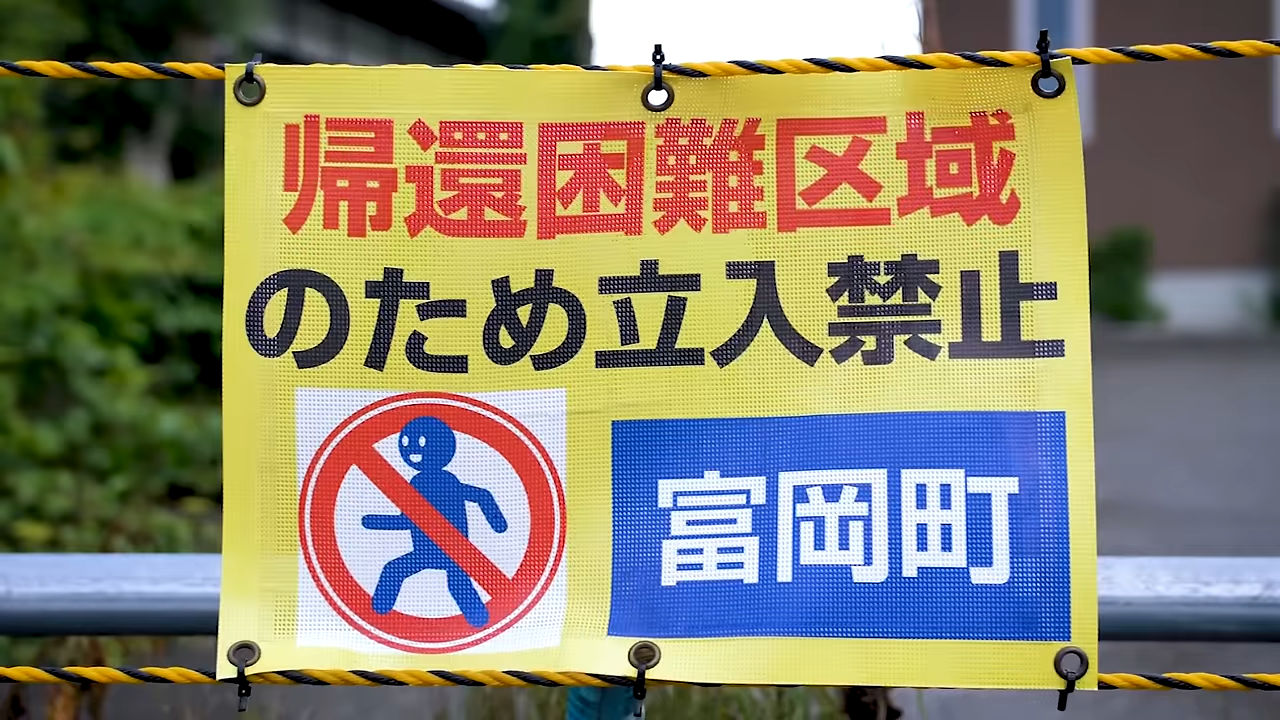 帰還困難区域
のため立入禁止
富岡町